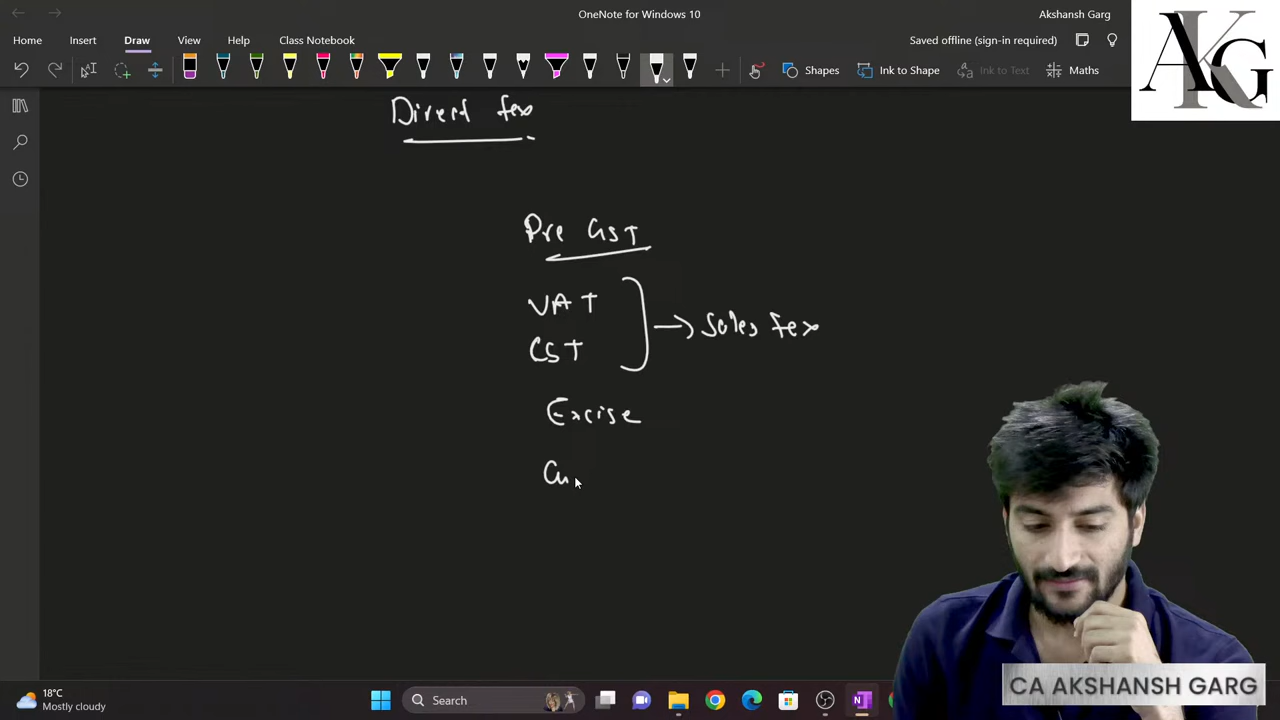 OneNote for Windows 10
Akshansh Garg
Home Insert Draw View Help Class Notebook
Saved offline (sign-in required)
Shapes Ink to Shape Ink to Text Maths
AKG
Direct tax
Pre GST
VAT
CST
→ Sales tax
Excise
Cu
CA AKSHANSH GARG
18°C
Mostly cloudy
Search